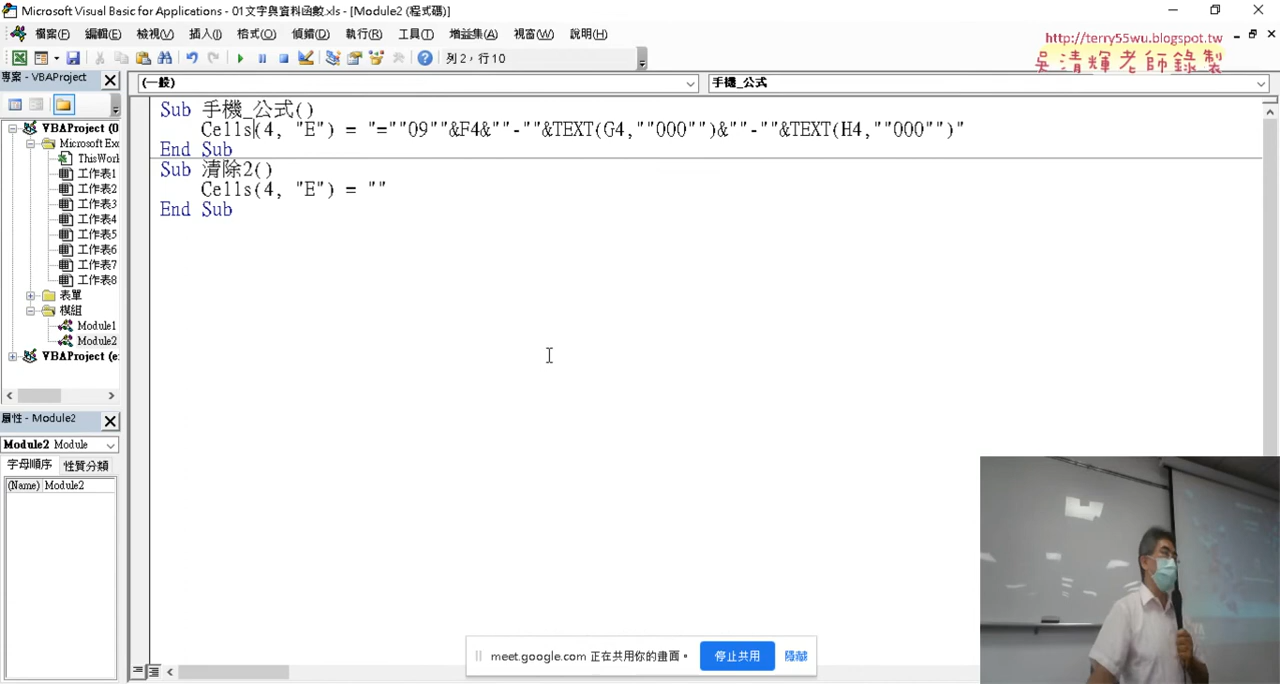 Microsoft Visual Basic for Applications - 01文字與資料函數.xls - [Module2 (程式碼)]
檔案(F) 編輯(E) 檢視(V) 插入(I) 格式(O) 偵錯(D) 執行(R) 工具(T) 增益集(A) 視窗(W) 說明(H)
http://terry55wu.blogspot.tw
吳清輝老師錄製
列 2，行 10
專案 - VBAProject
(一般)
手機_公式
VBAProject (0
Microsoft Exc
ThisWork
工作表1
工作表2
工作表3
工作表4
工作表5
工作表6
工作表7
工作表8
表單
模組
Module1
Module2
VBAProject (e
Sub 手機_公式()
Cells(4, "E") = "=""09""&F4&""-""&TEXT(G4,""000"")&""-""&TEXT(H4,""000"")"
End Sub
Sub 清除2()
Cells(4, "E") = ""
End Sub
屬性 - Module2
Module2 Module
字母順序 性質分類
(Name) Module2
meet.google.com 正在共用你的畫面。
停止共用
隱藏